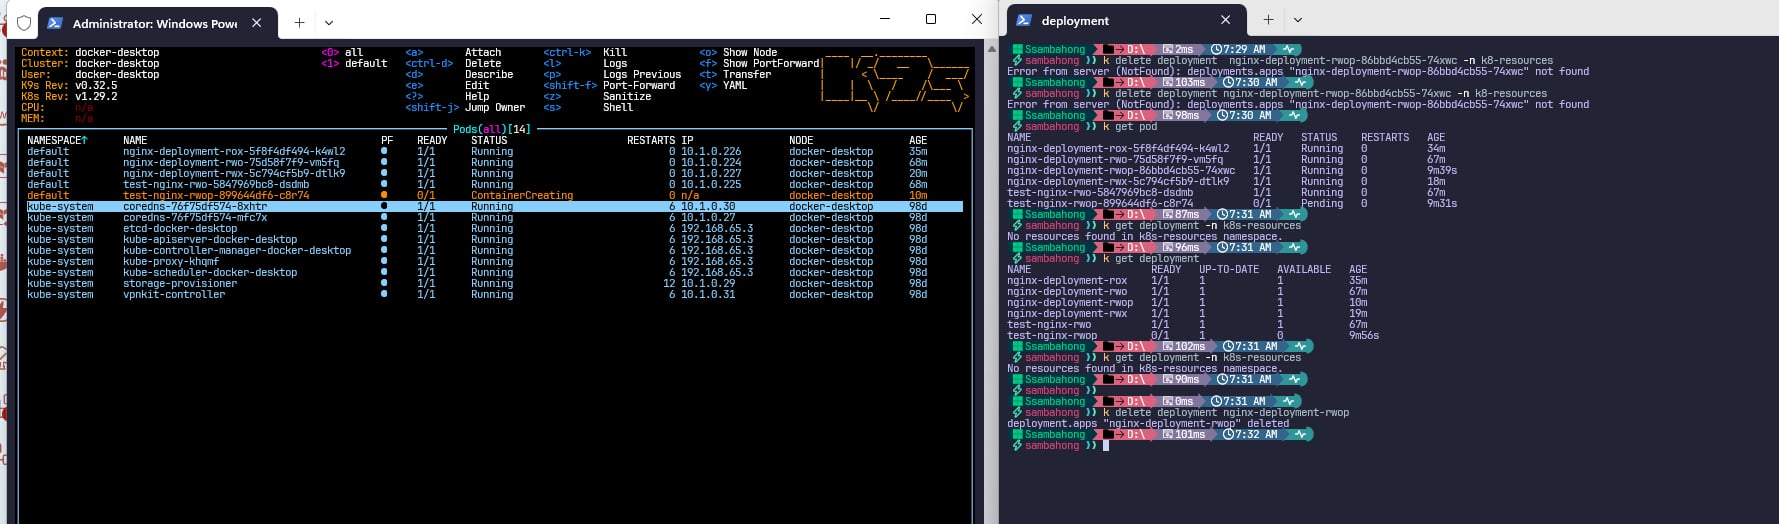 Administrator: Windows Powe
Context: docker-desktop <0> all <a> Attach <ctrl-k> Kill <o> Show Node
Cluster: docker-desktop <1> default <ctrl-d> Delete <l> Logs <f> Show PortForward
User: docker-desktop <d> Describe <p> Logs Previous <t> Transfer
K9s Rev: v0.32.5 <e> Edit <shift-f> Port-Forward <y> YAML
K8s Rev: v1.29.2 <?> Help <z> Sanitize
CPU: n/a <shift-j> Jump Owner <s> Shell
MEM: n/a
Pods(all)[14]
NAMESPACE↑ NAME PF READY STATUS RESTARTS IP NODE AGE
default nginx-deployment-rox-5f8f4df494-k4wl2 ● 1/1 Running 0 10.1.0.226 docker-desktop 35m
default nginx-deployment-rwo-75d58f7f9-vm5fq ● 1/1 Running 0 10.1.0.224 docker-desktop 68m
default nginx-deployment-rwx-5c794cf5b9-dtlk9 ● 1/1 Running 0 10.1.0.227 docker-desktop 20m
default test-nginx-rwo-5847969bc8-dsdmb ● 1/1 Running 0 10.1.0.225 docker-desktop 68m
default test-nginx-rwop-899644df6-c8r74 ● 0/1 ContainerCreating 0 n/a docker-desktop 10m
kube-system coredns-76f75df574-8xhtr ● 1/1 Running 6 10.1.0.30 docker-desktop 98d
kube-system coredns-76f75df574-mfc7x ● 1/1 Running 6 10.1.0.27 docker-desktop 98d
kube-system etcd-docker-desktop ● 1/1 Running 6 192.168.65.3 docker-desktop 98d
kube-system kube-apiserver-docker-desktop ● 1/1 Running 6 192.168.65.3 docker-desktop 98d
kube-system kube-controller-manager-docker-desktop ● 1/1 Running 6 192.168.65.3 docker-desktop 98d
kube-system kube-proxy-khqmf ● 1/1 Running 6 192.168.65.3 docker-desktop 98d
kube-system kube-scheduler-docker-desktop ● 1/1 Running 6 192.168.65.3 docker-desktop 98d
kube-system storage-provisioner ● 1/1 Running 12 10.1.0.29 docker-desktop 98d
kube-system vpnkit-controller ● 1/1 Running 6 10.1.0.31 docker-desktop 98d
deployment
Ssambahong D:\ 2ms 7:29 AM
sambahong ❯❯ k delete deployment  nginx-deployment-rwop-86bbd4cb55-74xwc -n k8-resources
Error from server (NotFound): deployments.apps "nginx-deployment-rwop-86bbd4cb55-74xwc" not found
Ssambahong D:\ 103ms 7:30 AM
sambahong ❯❯ k delete deployment nginx-deployment-rwop-86bbd4cb55-74xwc -n k8-resources
Error from server (NotFound): deployments.apps "nginx-deployment-rwop-86bbd4cb55-74xwc" not found
Ssambahong D:\ 98ms 7:30 AM
sambahong ❯❯ k get pod
NAME READY STATUS RESTARTS AGE
nginx-deployment-rox-5f8f4df494-k4wl2 1/1 Running 0 34m
nginx-deployment-rwo-75d58f7f9-vm5fq 1/1 Running 0 67m
nginx-deployment-rwop-86bbd4cb55-74xwc 1/1 Running 0 9m39s
nginx-deployment-rwx-5c794cf5b9-dtlk9 1/1 Running 0 18m
test-nginx-rwo-5847969bc8-dsdmb 1/1 Running 0 67m
test-nginx-rwop-899644df6-c8r74 0/1 Pending 0 9m31s
Ssambahong D:\ 87ms 7:31 AM
sambahong ❯❯ k get deployment -n k8s-resources
No resources found in k8s-resources namespace.
Ssambahong D:\ 96ms 7:31 AM
sambahong ❯❯ k get deployment
NAME READY UP-TO-DATE AVAILABLE AGE
nginx-deployment-rox 1/1 1 1 35m
nginx-deployment-rwo 1/1 1 1 67m
nginx-deployment-rwop 1/1 1 1 10m
nginx-deployment-rwx 1/1 1 1 19m
test-nginx-rwo 1/1 1 1 67m
test-nginx-rwop 0/1 1 0 9m56s
Ssambahong D:\ 102ms 7:31 AM
sambahong ❯❯ k get deployment -n k8s-resources
No resources found in k8s-resources namespace.
Ssambahong D:\ 90ms 7:31 AM
sambahong ❯❯
Ssambahong D:\ 0ms 7:31 AM
sambahong ❯❯ k delete deployment nginx-deployment-rwop
deployment.apps "nginx-deployment-rwop" deleted
Ssambahong D:\ 101ms 7:32 AM
sambahong ❯❯